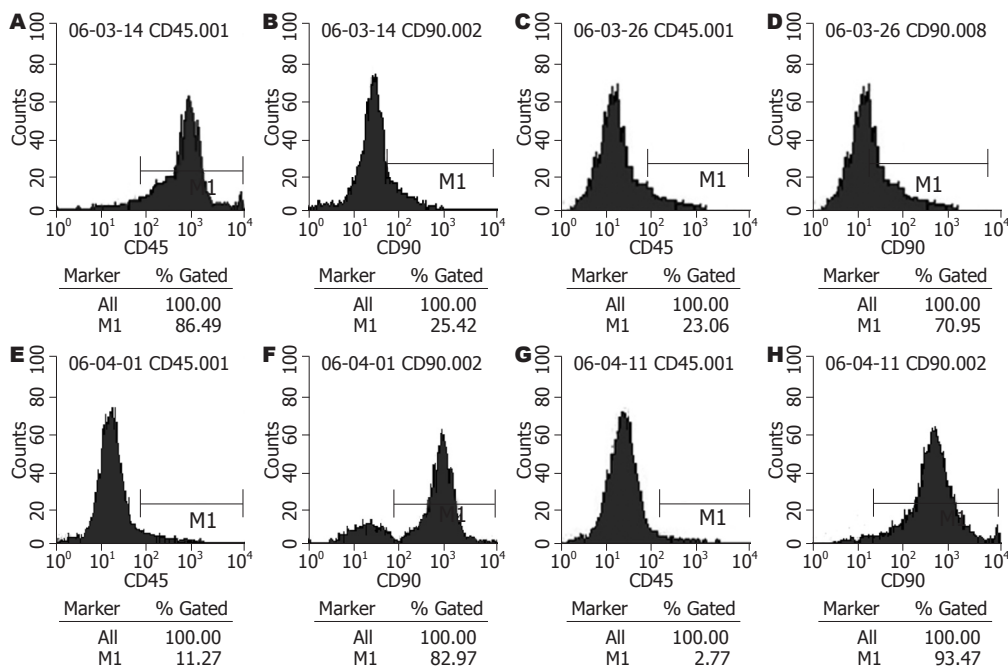 A 06-03-14 CD45.001
Counts
100
80
60
40
20
0
M1
10^0 10^1 10^2 10^3 10^4
CD45
Marker % Gated
All 100.00
M1 86.49
B 06-03-14 CD90.002
Counts
100
80
60
40
20
0
M1
10^0 10^1 10^2 10^3 10^4
CD90
Marker % Gated
All 100.00
M1 25.42
C 06-03-26 CD45.001
Counts
100
80
60
40
20
0
M1
10^0 10^1 10^2 10^3 10^4
CD45
Marker % Gated
All 100.00
M1 23.06
D 06-03-26 CD90.008
Counts
100
80
60
40
20
0
M1
10^0 10^1 10^2 10^3 10^4
CD90
Marker % Gated
All 100.00
M1 70.95
E 06-04-01 CD45.001
Counts
100
80
60
40
20
0
M1
10^0 10^1 10^2 10^3 10^4
CD45
Marker % Gated
All 100.00
M1 11.27
F 06-04-01 CD90.002
Counts
100
80
60
40
20
0
M1
10^0 10^1 10^2 10^3 10^4
CD90
Marker % Gated
All 100.00
M1 82.97
G 06-04-11 CD45.001
Counts
100
80
60
40
20
0
M1
10^0 10^1 10^2 10^3 10^4
CD45
Marker % Gated
All 100.00
M1 2.77
H 06-04-11 CD90.002
Counts
100
80
60
40
20
0
10^0 10^1 10^2 10^3 10^4
CD90
Marker % Gated
All 100.00
M1 93.47